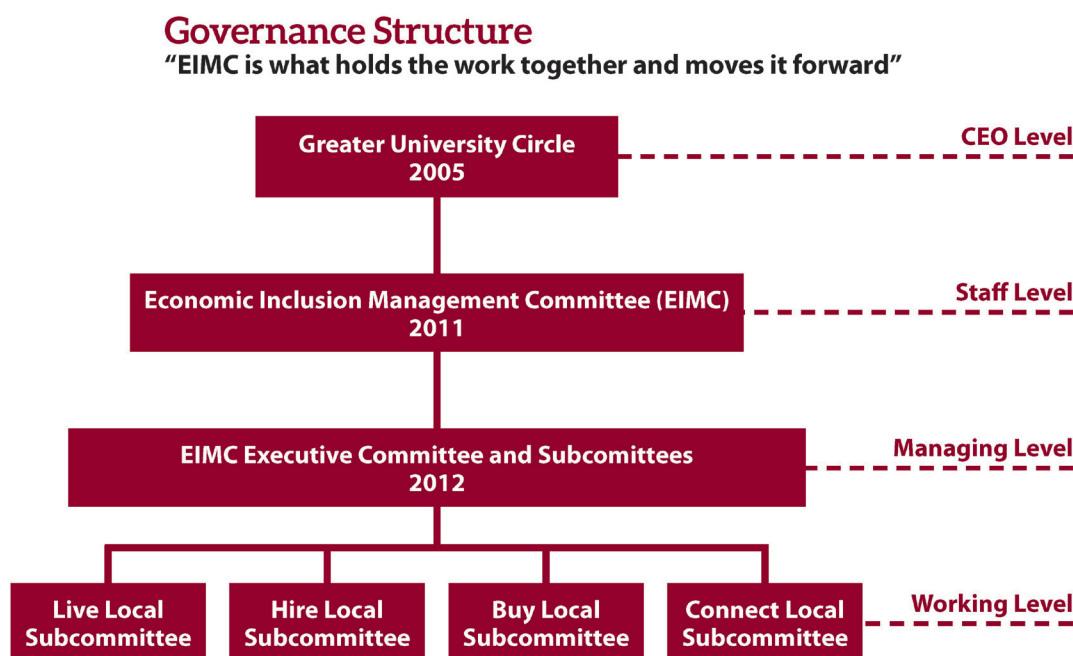 Governance Structure
“EIMC is what holds the work together and moves it forward”
Greater University Circle
2005
CEO Level
Economic Inclusion Management Committee (EIMC)
2011
Staff Level
EIMC Executive Committee and Subcomittees
2012
Managing Level
Live Local
Subcommittee
Hire Local
Subcommittee
Buy Local
Subcommittee
Connect Local
Subcommittee
Working Level